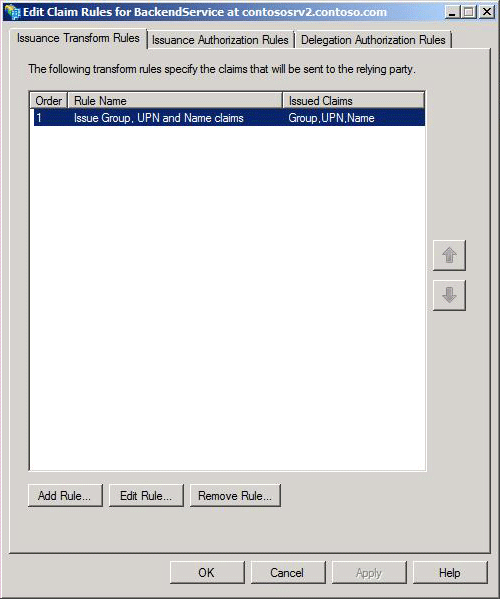 Edit Claim Rules for BackendService at contososrv2.contoso.com
Issuance Transform Rules Issuance Authorization Rules Delegation Authorization Rules
The following transform rules specify the claims that will be sent to the relying party.
Order Rule Name Issued Claims
1 Issue Group, UPN and Name claims Group,UPN,Name
Add Rule... Edit Rule... Remove Rule...
OK Cancel Apply Help